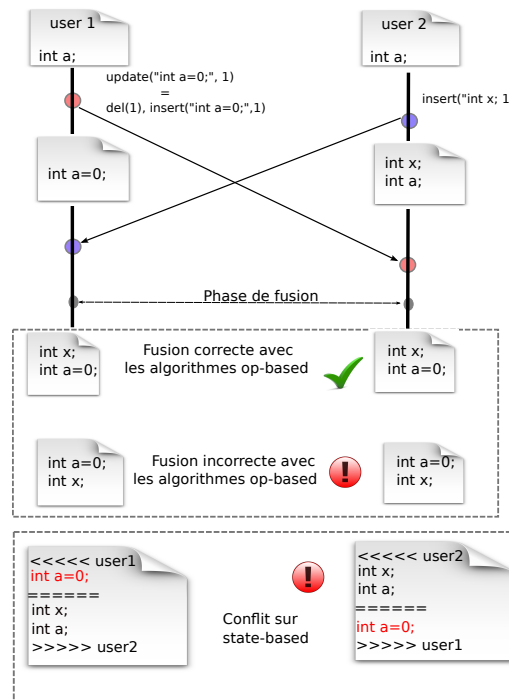 user 1
int a;
user 2
int a;
update("int a=0;", 1)
=
del(1), insert("int a=0;",1)
insert("int x; 1
int a=0;
int x;
int a;
Phase de fusion
int x;
int a=0;
Fusion correcte avec
les algorithmes op-based
int x;
int a=0;
int a=0;
int x;
Fusion incorrecte avec
les algorithmes op-based
int a=0;
int x;
<<<<< user1
int a=0;
======
int x;
int a;
>>>>> user2
Conflit sur
state-based
<<<<< user2
int x;
int a;
======
int a=0;
>>>>> user1